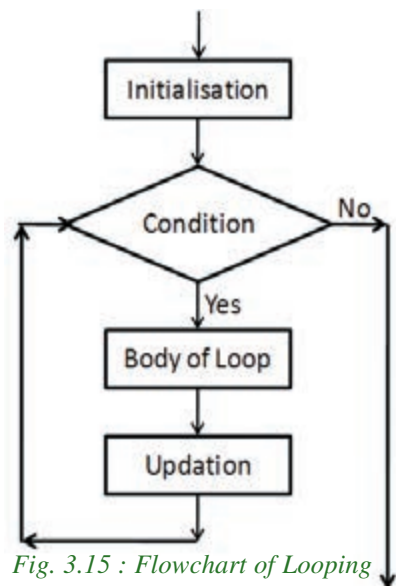 Initialisation
Condition
No
Yes
Body of Loop
Updation
Fig. 3.15 : Flowchart of Looping